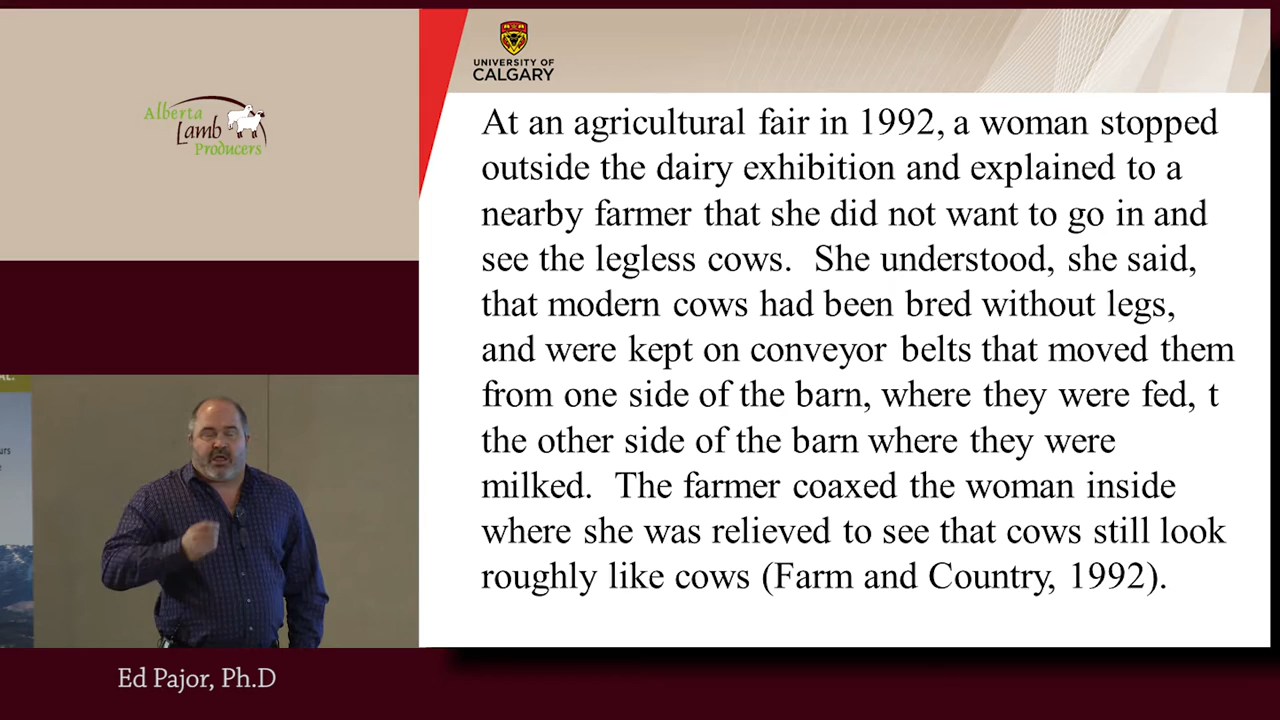 Alberta
Lamb
Producers
UNIVERSITY OF
CALGARY
At an agricultural fair in 1992, a woman stopped
outside the dairy exhibition and explained to a
nearby farmer that she did not want to go in and
see the legless cows. She understood, she said,
that modern cows had been bred without legs,
and were kept on conveyor belts that moved them
from one side of the barn, where they were fed, t
the other side of the barn where they were
milked. The farmer coaxed the woman inside
where she was relieved to see that cows still look
roughly like cows (Farm and Country, 1992).
Ed Pajor, Ph.D